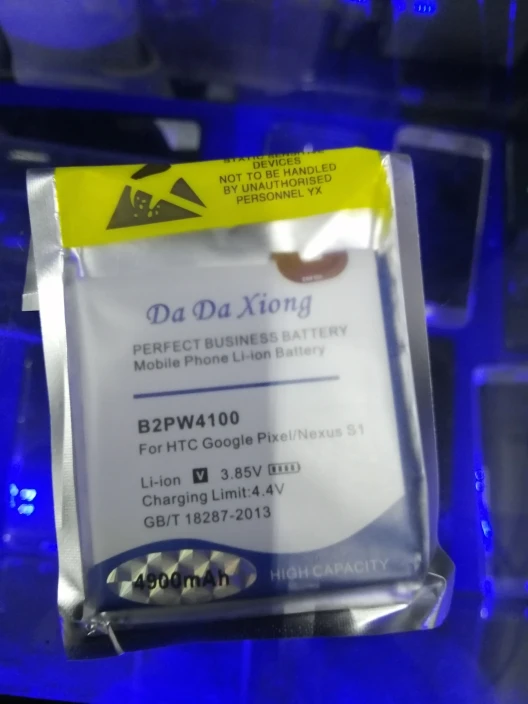 DEVICES
NOT TO BE HANDLED
BY UNAUTHORISED
PERSONNEL YX
Da Da Xiong
PERFECT BUSINESS BATTERY
Mobile Phone Li-ion Battery
B2PW4100
For HTC Google Pixel/Nexus S1
Li-ion V 3.85V
Charging Limit:4.4V
GB/T 18287-2013
4900mAh HIGH CAPACITY